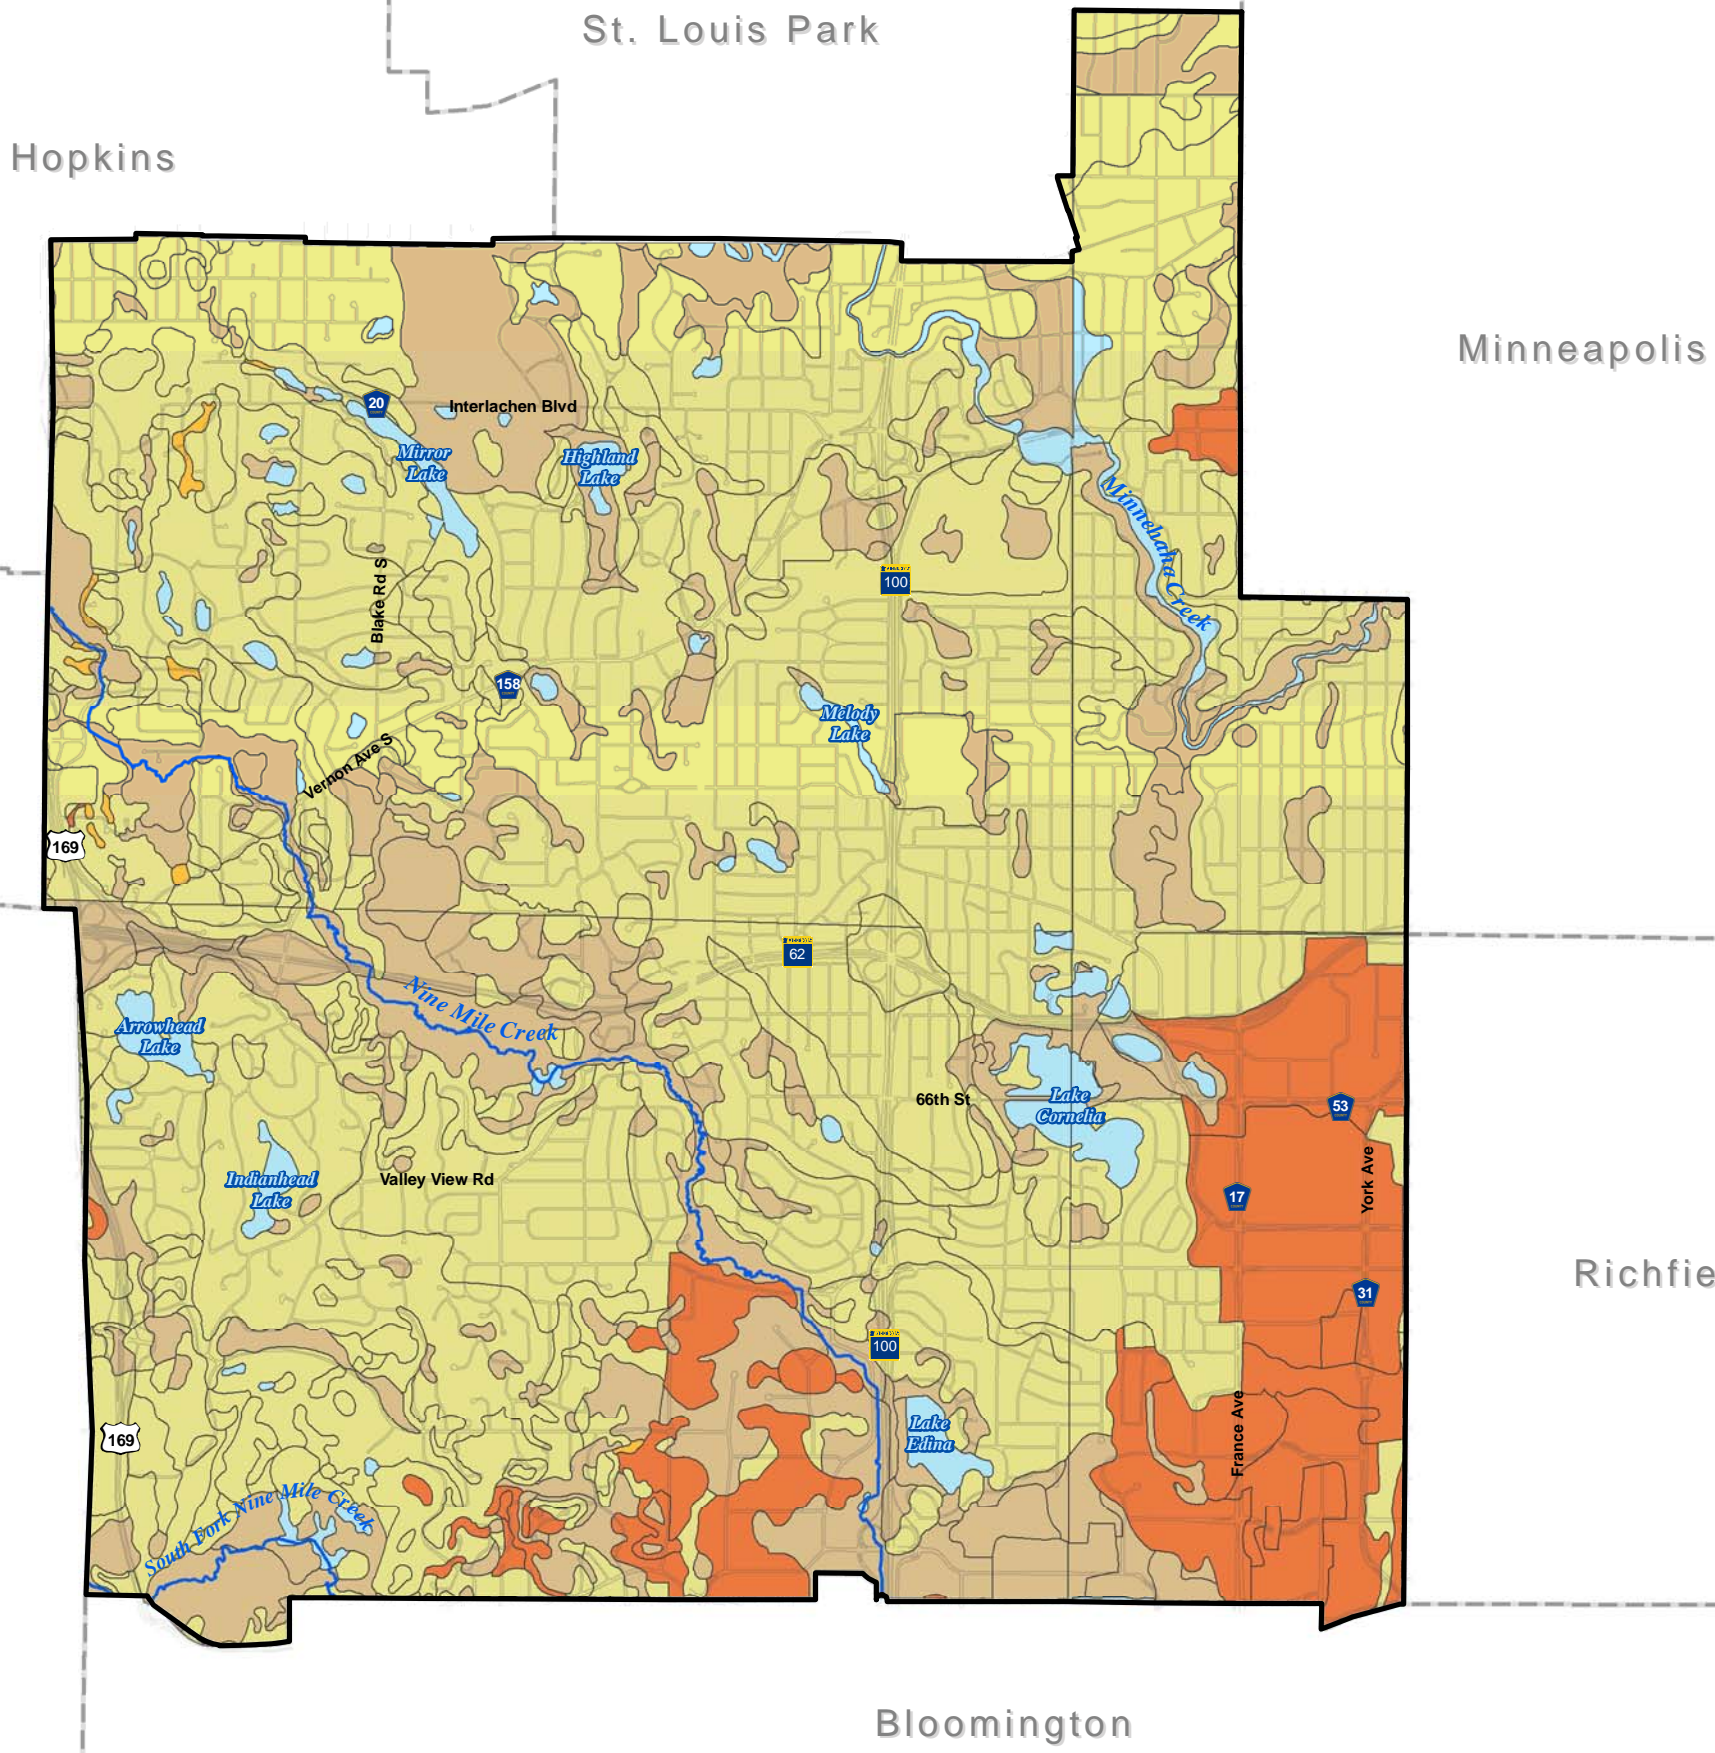 St. Louis Park
Hopkins
Minneapolis
20
Interlachen Blvd
Mirror
Lake
Highland
Lake
Minnehaha Creek
100
Blake Rd S
158
Melody
Lake
Vernon Ave S
169
62
Nine Mile Creek
Arrowhead
Lake
66th St
Lake
Cornelia
53
Valley View Rd
Indianhead
Lake
17
York Ave
Richfie
31
100
France Ave
Lake
Edina
169
South Fork Nine Mile Creek
Bloomington